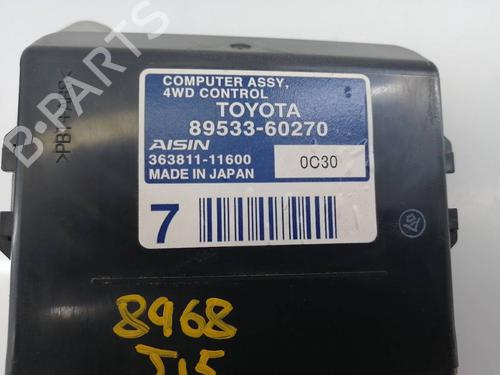 COMPUTER ASSY,
4WD CONTROL
TOYOTA
89533-60270
AISIN
363811-11600
0C30
MADE IN JAPAN
7
8968
J15
B-PARTS